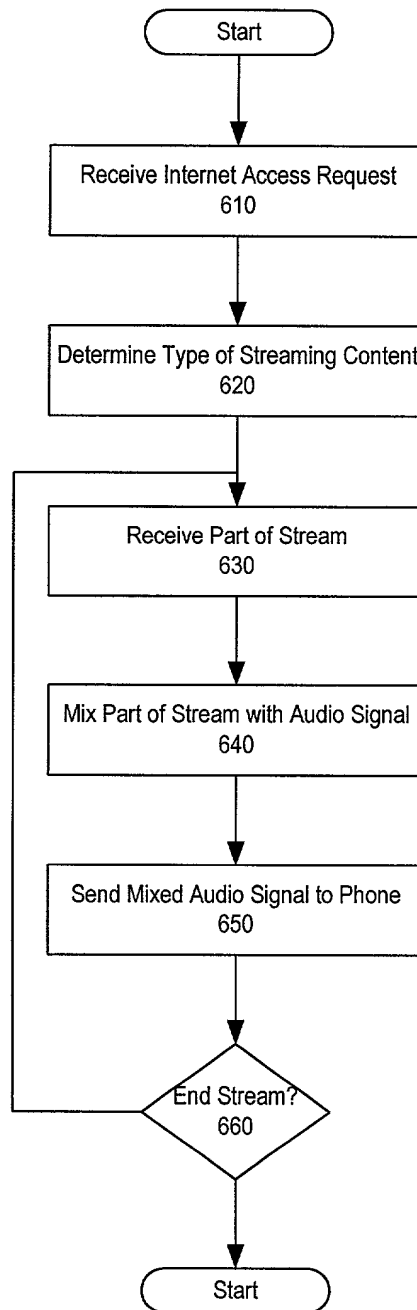 Start
Receive Internet Access Request
610
Determine Type of Streaming Content
620
Receive Part of Stream
630
Mix Part of Stream with Audio Signal
640
Send Mixed Audio Signal to Phone
650
End Stream?
660
Start